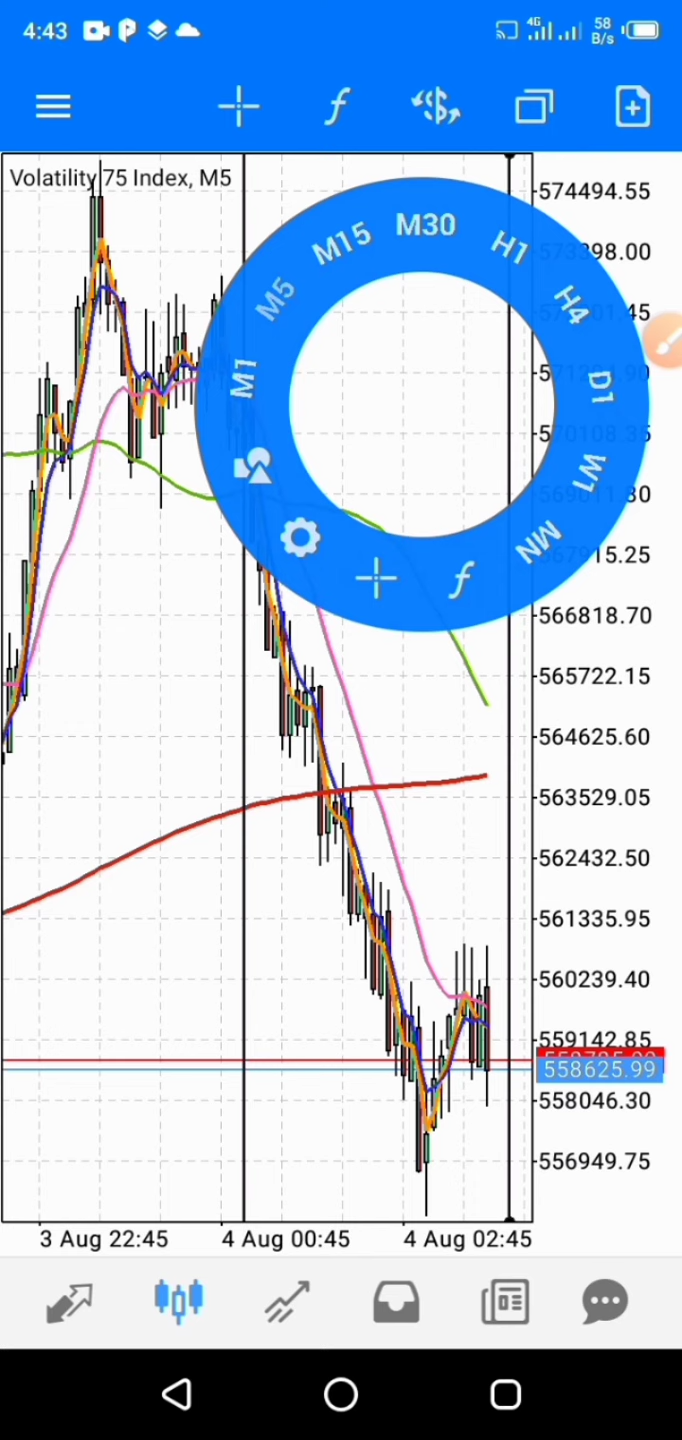 4:43
4G
58
B/s
Volatility 75 Index, M5
M1
M5
M15
M30
H1
H4
D1
W1
MN
574494.55
573398.00
566818.70
565722.15
564625.60
563529.05
562432.50
561335.95
560239.40
559142.85
558625.99
558046.30
556949.75
3 Aug 22:45
4 Aug 00:45
4 Aug 02:45